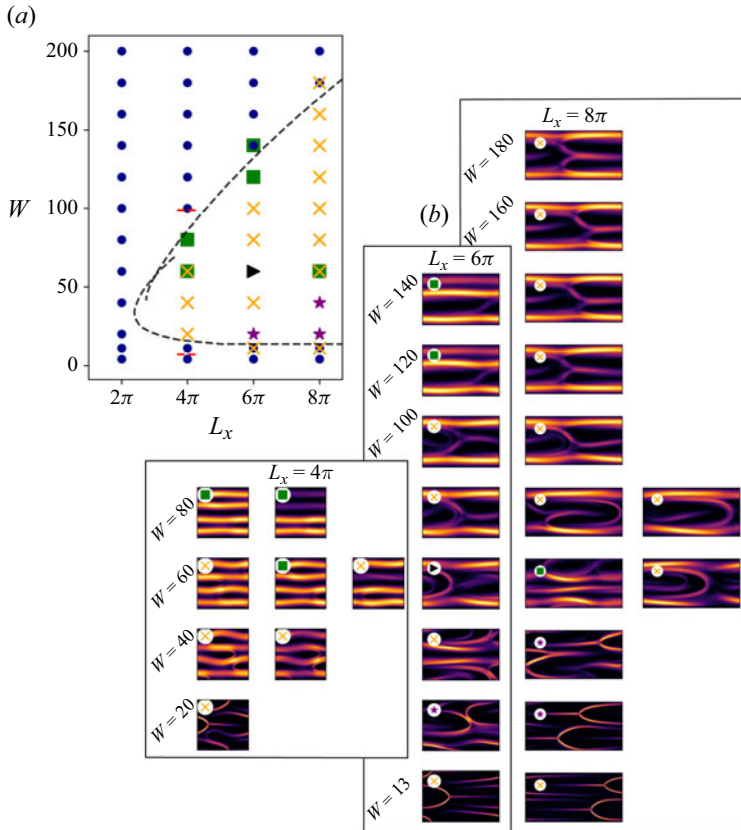 (a)
200
150
W
100
50
0
2π
4π
6π
8π
Lₓ
(b)
Lₓ = 8π
W = 180
W = 160
Lₓ = 6π
W = 140
W = 120
W = 100
Lₓ = 4π
W = 80
W = 60
W = 40
W = 20
W = 13